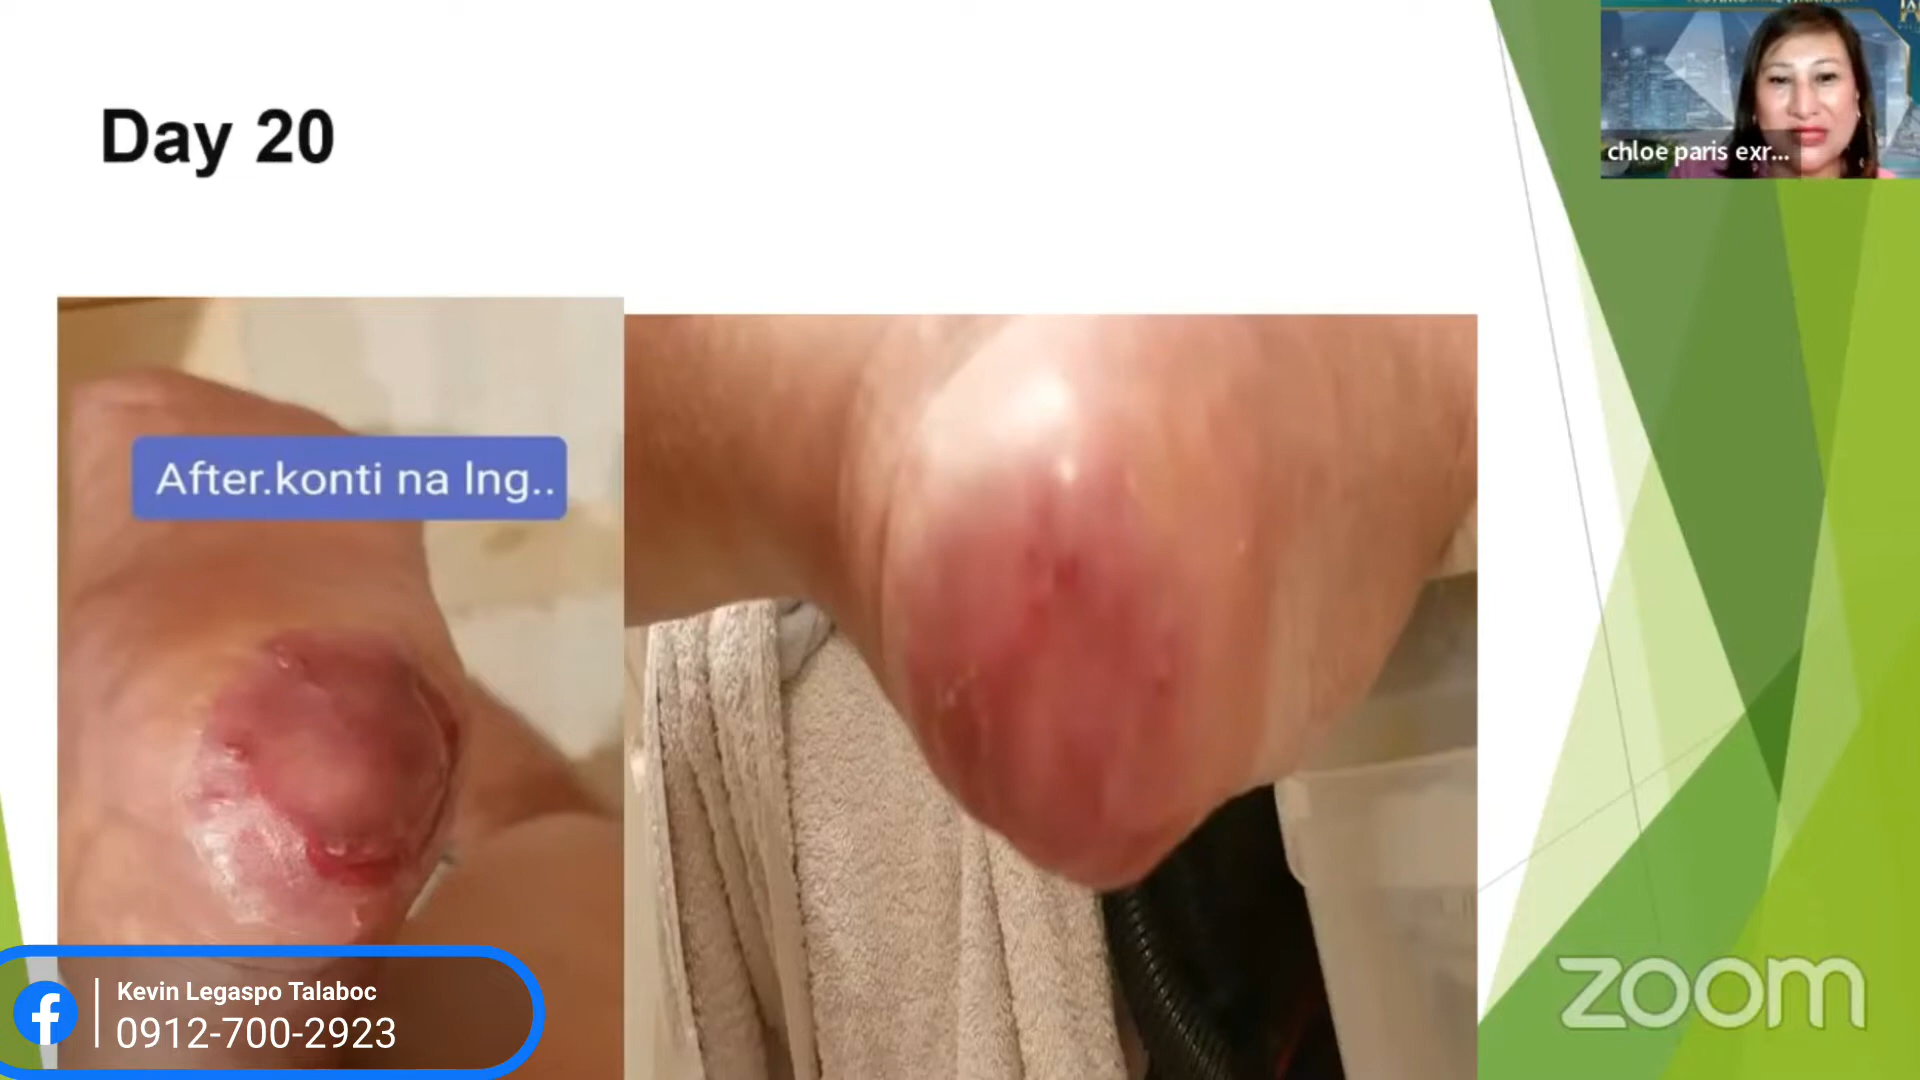 Day 20
chloe paris exr...
After.konti na lng..
Kevin Legaspo Talaboc
0912-700-2923
zoom